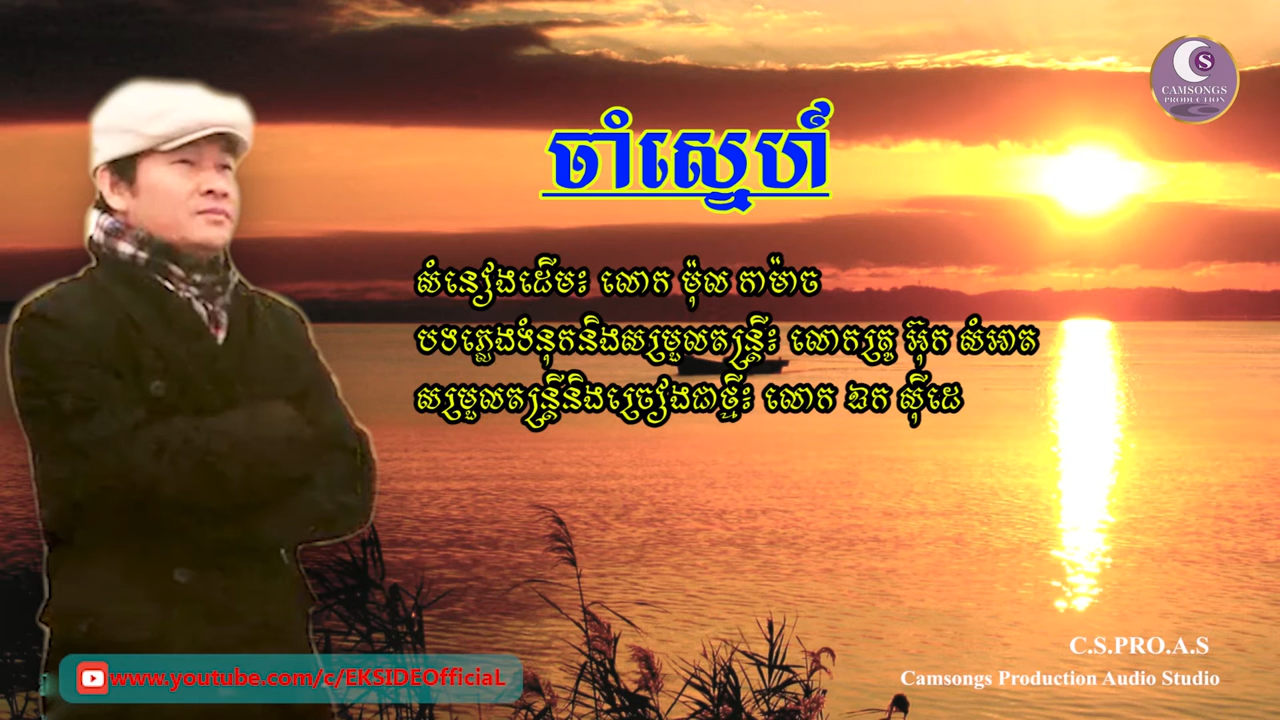 CAMSONGS
PRODUCTION
ចាំស្នេហ៍
សំនៀងដើម៖ លោក ម៉ុល កាម៉ាច
បទភ្លេងទំនុកនិងសម្រួលតន្ត្រី៖ លោកគ្រូ អ៊ុក សំអាត
សម្រួលតន្ត្រីនិងច្រៀងជាថ្មី៖ លោក ឯក ស៊ីដេ
C.S.PRO.A.S
www.youtube.com/c/EKSIDEOfficiaL
Camsongs Production Audio Studio